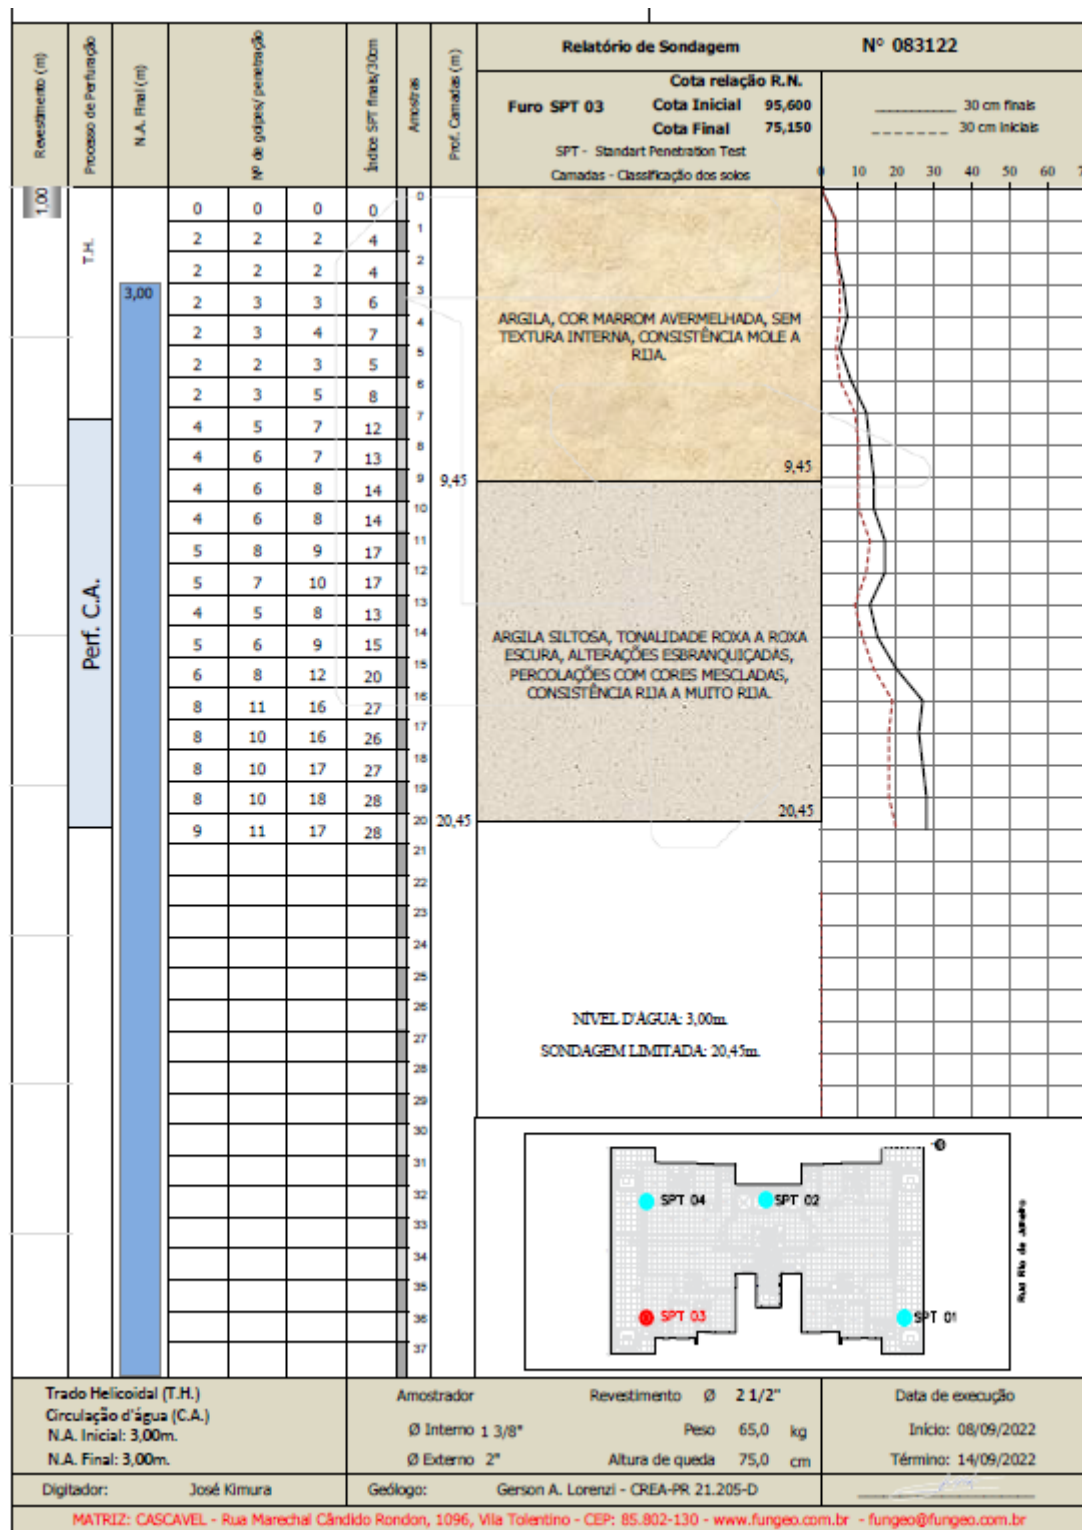 Revestimento (m)
Processo de Perfuração
N.A. Final (m)
Nº de golpes/ penetração
Índice SPT finais/30cm
Amostras
Prof. Camadas (m)
Relatório de Sondagem Nº 083122
Cota relação R.N.
Furo SPT 03 Cota Inicial 95,600
Cota Final 75,150
SPT - Standart Penetration Test
Camadas - Classificação dos solos
30 cm finais
30 cm Iniciais
0 10 20 30 40 50 60 7
1,00
T.H.
3,00
Perf. C.A.
0 0 0 0
2 2 2 4
2 2 2 4
2 3 3 6
2 3 4 7
2 2 3 5
2 3 5 8
4 5 7 12
4 6 7 13
4 6 8 14
4 6 8 14
5 8 9 17
5 7 10 17
4 5 8 13
5 6 9 15
6 8 12 20
8 11 16 27
8 10 16 26
8 10 17 27
8 10 18 28
9 11 17 28
0
1
2
3
4
5
6
7
8
9
10
11
12
13
14
15
16
17
18
19
20
21
22
23
24
25
26
27
28
29
30
31
32
33
34
35
36
37
9,45
20,45
ARGILA, COR MARROM AVERMELHADA, SEM
TEXTURA INTERNA, CONSISTÊNCIA MOLE A
RIJA.
9,45
ARGILA SILTOSA, TONALIDADE ROXA A ROXA
ESCURA, ALTERAÇÕES ESBRANQUIÇADAS,
PERCOLAÇÕES COM CORES MESCLADAS,
CONSISTÊNCIA RIJA A MUITO RIJA.
20,45
NÍVEL D'ÁGUA: 3,00m.
SONDAGEM LIMITADA: 20,45m.
SPT 04
SPT 02
SPT 03
SPT 01
Rua Rio de Janeiro
Trado Helicoidal (T.H.)
Circulação d'água (C.A.)
N.A. Inicial: 3,00m.
N.A. Final: 3,00m.
Amostrador
Ø Interno 1 3/8"
Ø Externo 2"
Revestimento Ø 2 1/2"
Peso 65,0 kg
Altura de queda 75,0 cm
Data de execução
Início: 08/09/2022
Término: 14/09/2022
Digitador: José Kimura
Geólogo: Gerson A. Lorenzi - CREA-PR 21.205-D
MATRIZ: CASCAVEL - Rua Marechal Cândido Rondon, 1096, Vila Tolentino - CEP: 85.802-130 - www.fungeo.com.br - fungeo@fungeo.com.br